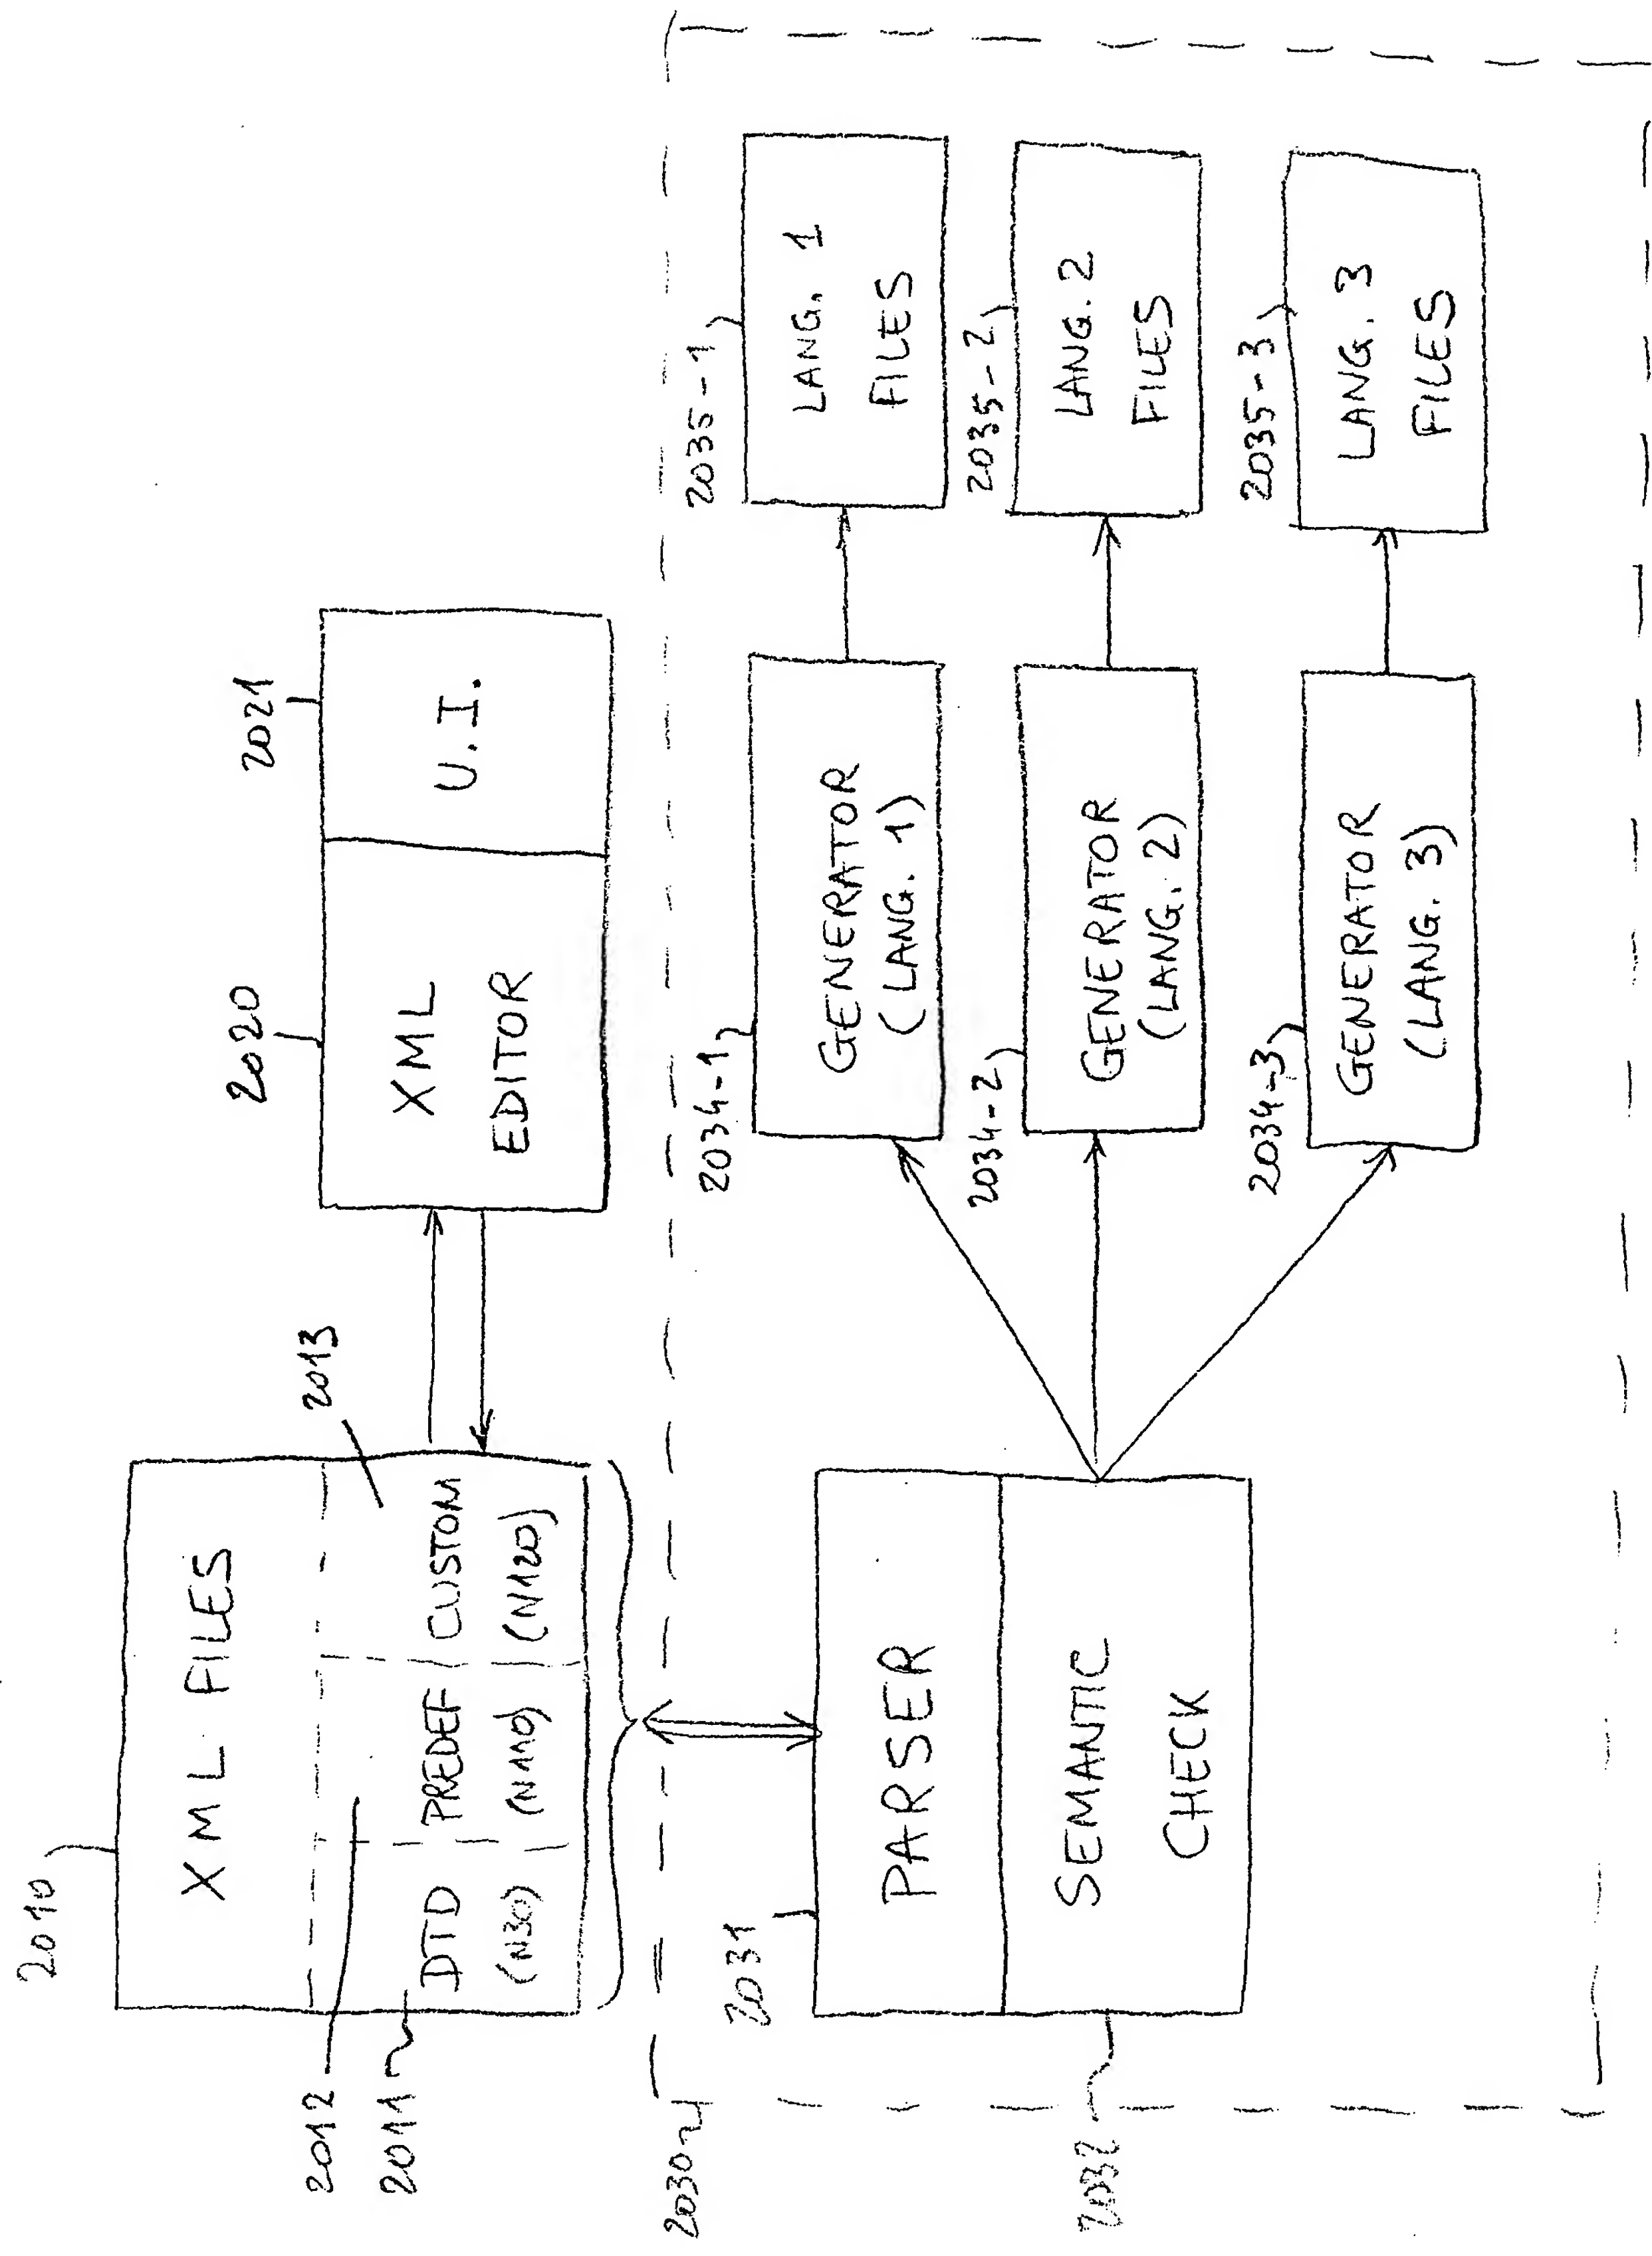 2010
XML FILES
2013
2012
2011
DTD
(N30)
PREDEF
(N110)
CUSTOM
(N120)
2020
XML
EDITOR
2021
U.I.
2030
2031
PARSER
2032
SEMANTIC
CHECK
2034-1
GENERATOR
(LANG. 1)
2035-1
LANG. 1
FILES
2034-2
GENERATOR
(LANG. 2)
2035-2
LANG. 2
FILES
2034-3
GENERATOR
(LANG. 3)
2035-3
LANG. 3
FILES